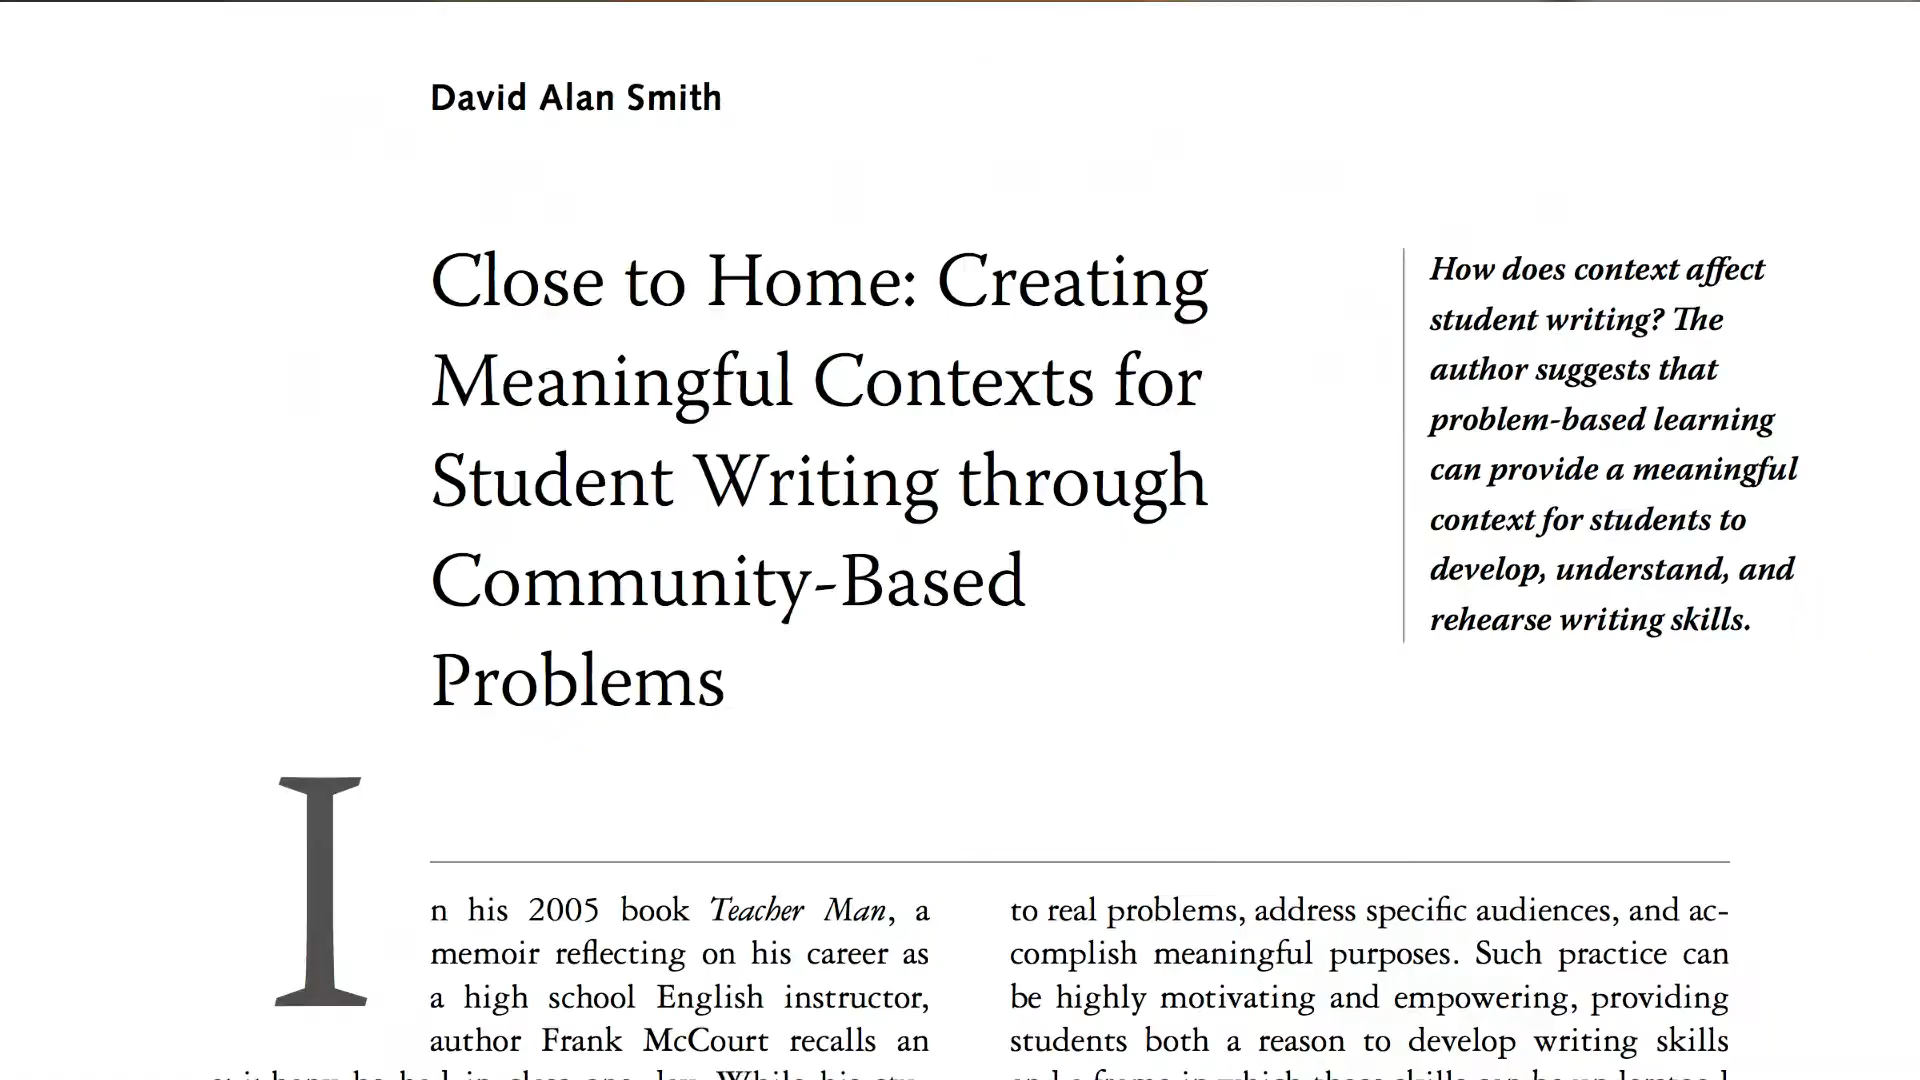 David Alan Smith
Close to Home: Creating
Meaningful Contexts for
Student Writing through
Community-Based
Problems
How does context affect
student writing? The
author suggests that
problem-based learning
can provide a meaningful
context for students to
develop, understand, and
rehearse writing skills.
In his 2005 book Teacher Man, a
memoir reflecting on his career as
a high school English instructor,
author Frank McCourt recalls an
to real problems, address specific audiences, and ac-
complish meaningful purposes. Such practice can
be highly motivating and empowering, providing
students both a reason to develop writing skills